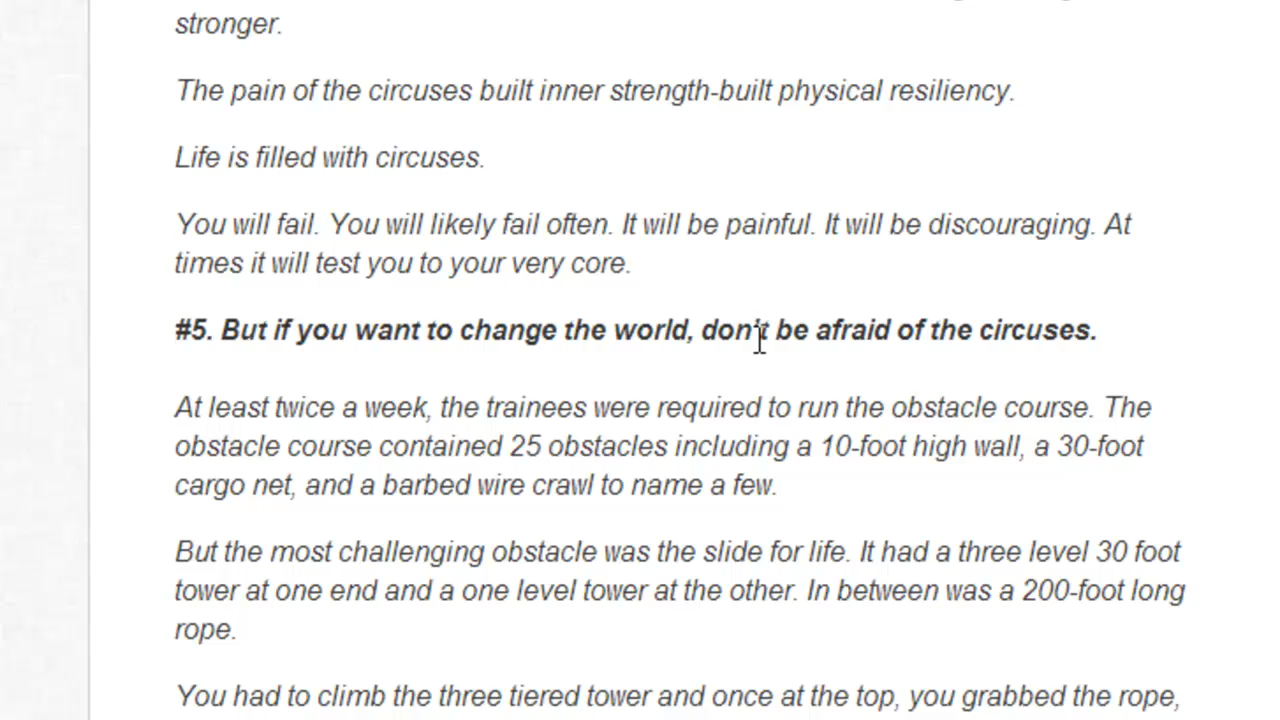 stronger.
The pain of the circuses built inner strength-built physical resiliency.
Life is filled with circuses.
You will fail. You will likely fail often. It will be painful. It will be discouraging. At
times it will test you to your very core.
#5. But if you want to change the world, don't be afraid of the circuses.
At least twice a week, the trainees were required to run the obstacle course. The
obstacle course contained 25 obstacles including a 10-foot high wall, a 30-foot
cargo net, and a barbed wire crawl to name a few.
But the most challenging obstacle was the slide for life. It had a three level 30 foot
tower at one end and a one level tower at the other. In between was a 200-foot long
rope.
You had to climb the three tiered tower and once at the top, you grabbed the rope,